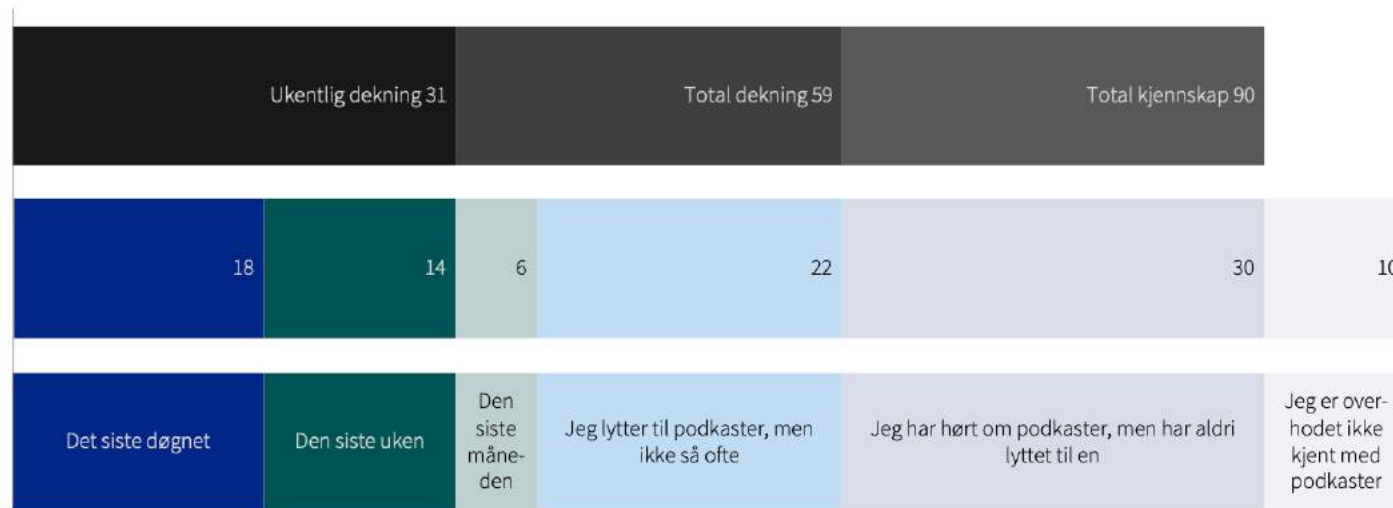 Ukentlig dekning 31
Total dekning 59
Total kjennskap 90
18
14
6
22
30
10
Det siste døgnet
Den siste uken
Den
siste
måne-
den
Jeg lytter til podkaster, men
ikke så ofte
Jeg har hørt om podkaster, men har aldri
lyttet til en
Jeg er over-
hodet ikke
kjent med
podkaster